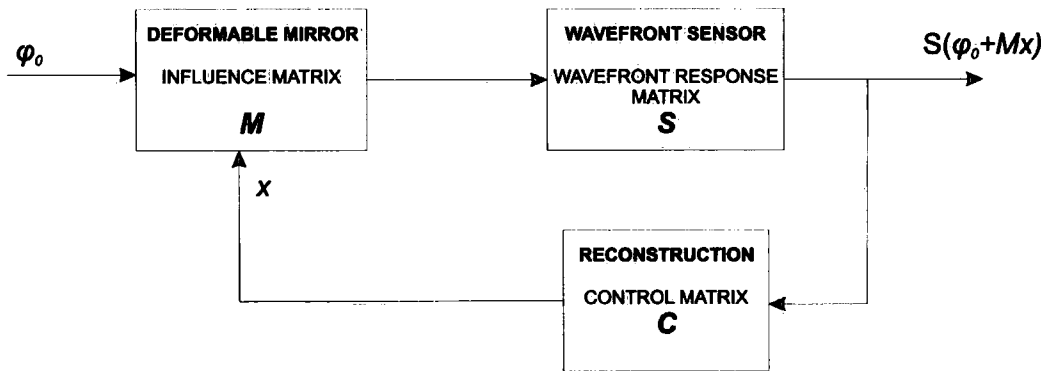 φ₀
DEFORMABLE MIRROR
INFLUENCE MATRIX
M
WAVEFRONT SENSOR
WAVEFRONT RESPONSE
MATRIX
S
S(φ₀+Mx)
x
RECONSTRUCTION
CONTROL MATRIX
C